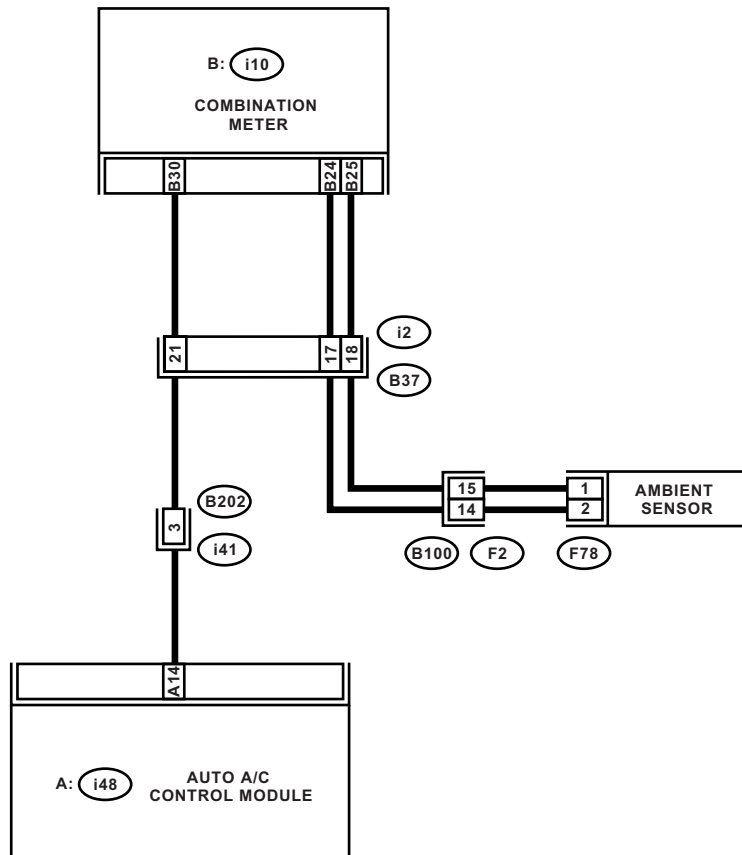 B: i10
COMBINATION
METER
B30
B24
B25
i2
21
17
18
B37
B202
15
1
AMBIENT
SENSOR
14
2
3
i41
B100
F2
F78
A14
A: i48
AUTO A/C
CONTROL MODULE